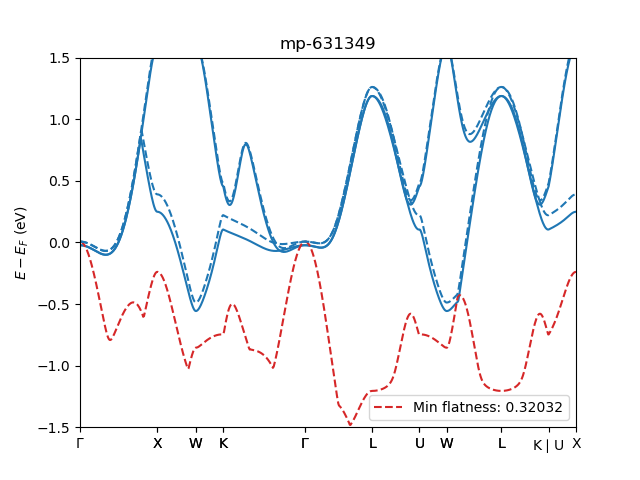 mp-631349
E − E_F (eV)
1.5
1.0
0.5
0.0
−0.5
−1.0
−1.5
Min flatness: 0.32032
Γ X W K Γ L U W L K | U X